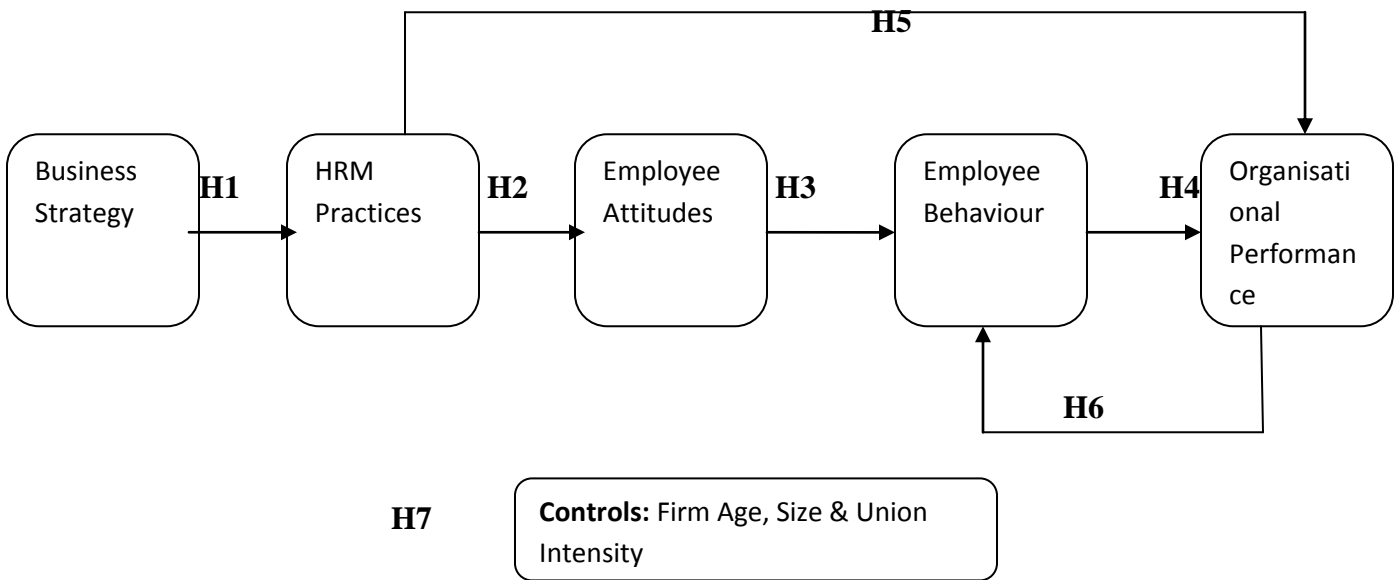 H5
Business
Strategy
H1
HRM
Practices
H2
Employee
Attitudes
H3
Employee
Behaviour
H4
Organisati
onal
Performan
ce
H6
H7
Controls: Firm Age, Size & Union
Intensity